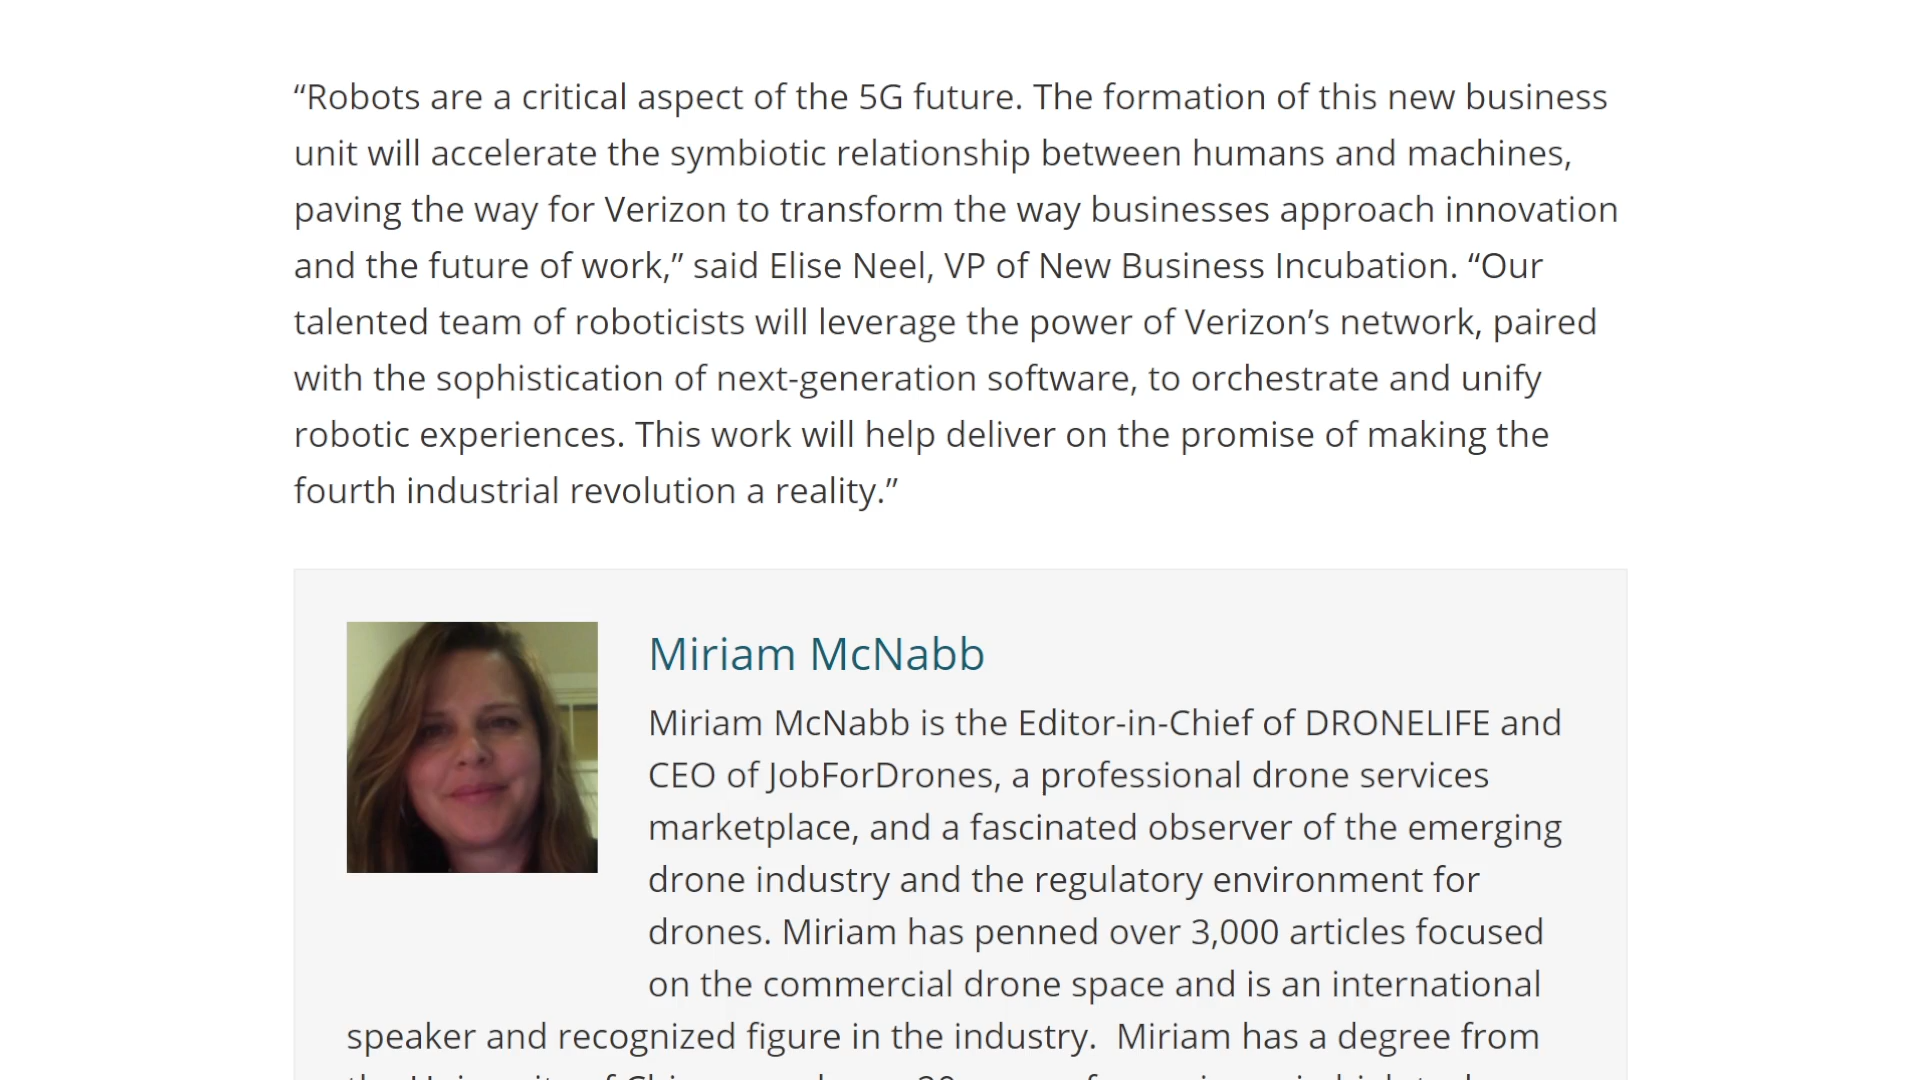 “Robots are a critical aspect of the 5G future. The formation of this new business
unit will accelerate the symbiotic relationship between humans and machines,
paving the way for Verizon to transform the way businesses approach innovation
and the future of work,” said Elise Neel, VP of New Business Incubation. “Our
talented team of roboticists will leverage the power of Verizon’s network, paired
with the sophistication of next-generation software, to orchestrate and unify
robotic experiences. This work will help deliver on the promise of making the
fourth industrial revolution a reality.”
Miriam McNabb
Miriam McNabb is the Editor-in-Chief of DRONELIFE and
CEO of JobForDrones, a professional drone services
marketplace, and a fascinated observer of the emerging
drone industry and the regulatory environment for
drones. Miriam has penned over 3,000 articles focused
on the commercial drone space and is an international
speaker and recognized figure in the industry.  Miriam has a degree from